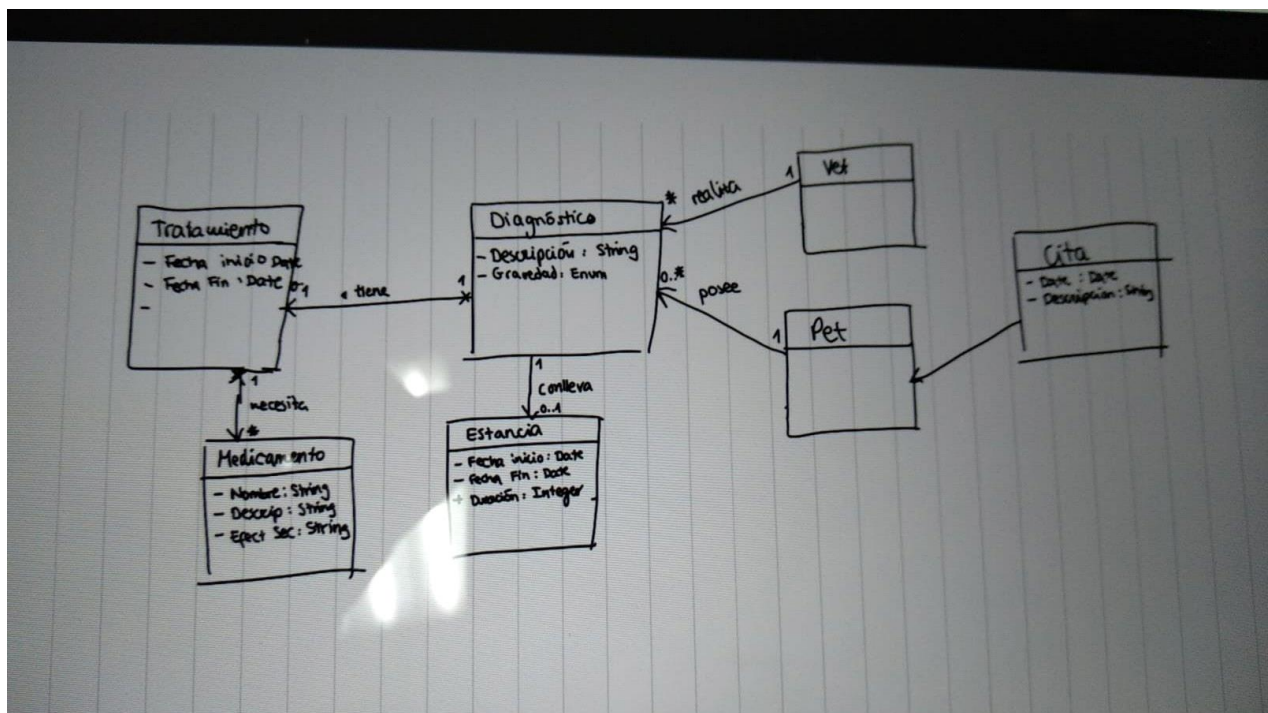 Tratamiento
- Fecha inicio Date
- Fecha Fin : Date
-
0..1
• tiene
1
Diagnóstico
- Descripción : String
- Gravedad : Enum
* realiza
1
Vet
0..*
posee
1
Pet
Cita
- Date : Date
- Descripción : String
1
necesita
*
Medicamento
- Nombre : String
- Descrip : String
- Efect Sec : String
1
Conlleva
0..1
Estancia
- Fecha inicio : Date
- Fecha Fin : Date
+ Duración : Integer